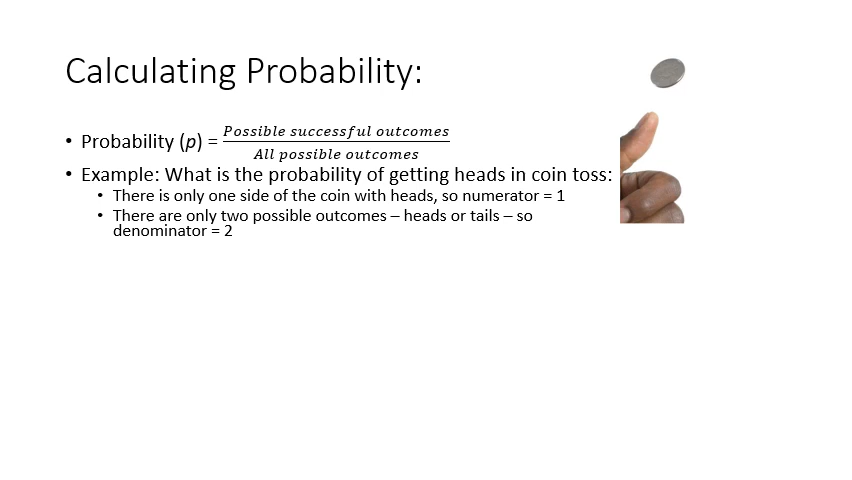 Calculating Probability:
• Probability (p) = Possible successful outcomes / All possible outcomes
• Example: What is the probability of getting heads in coin toss:
• There is only one side of the coin with heads, so numerator = 1
• There are only two possible outcomes – heads or tails – so
denominator = 2